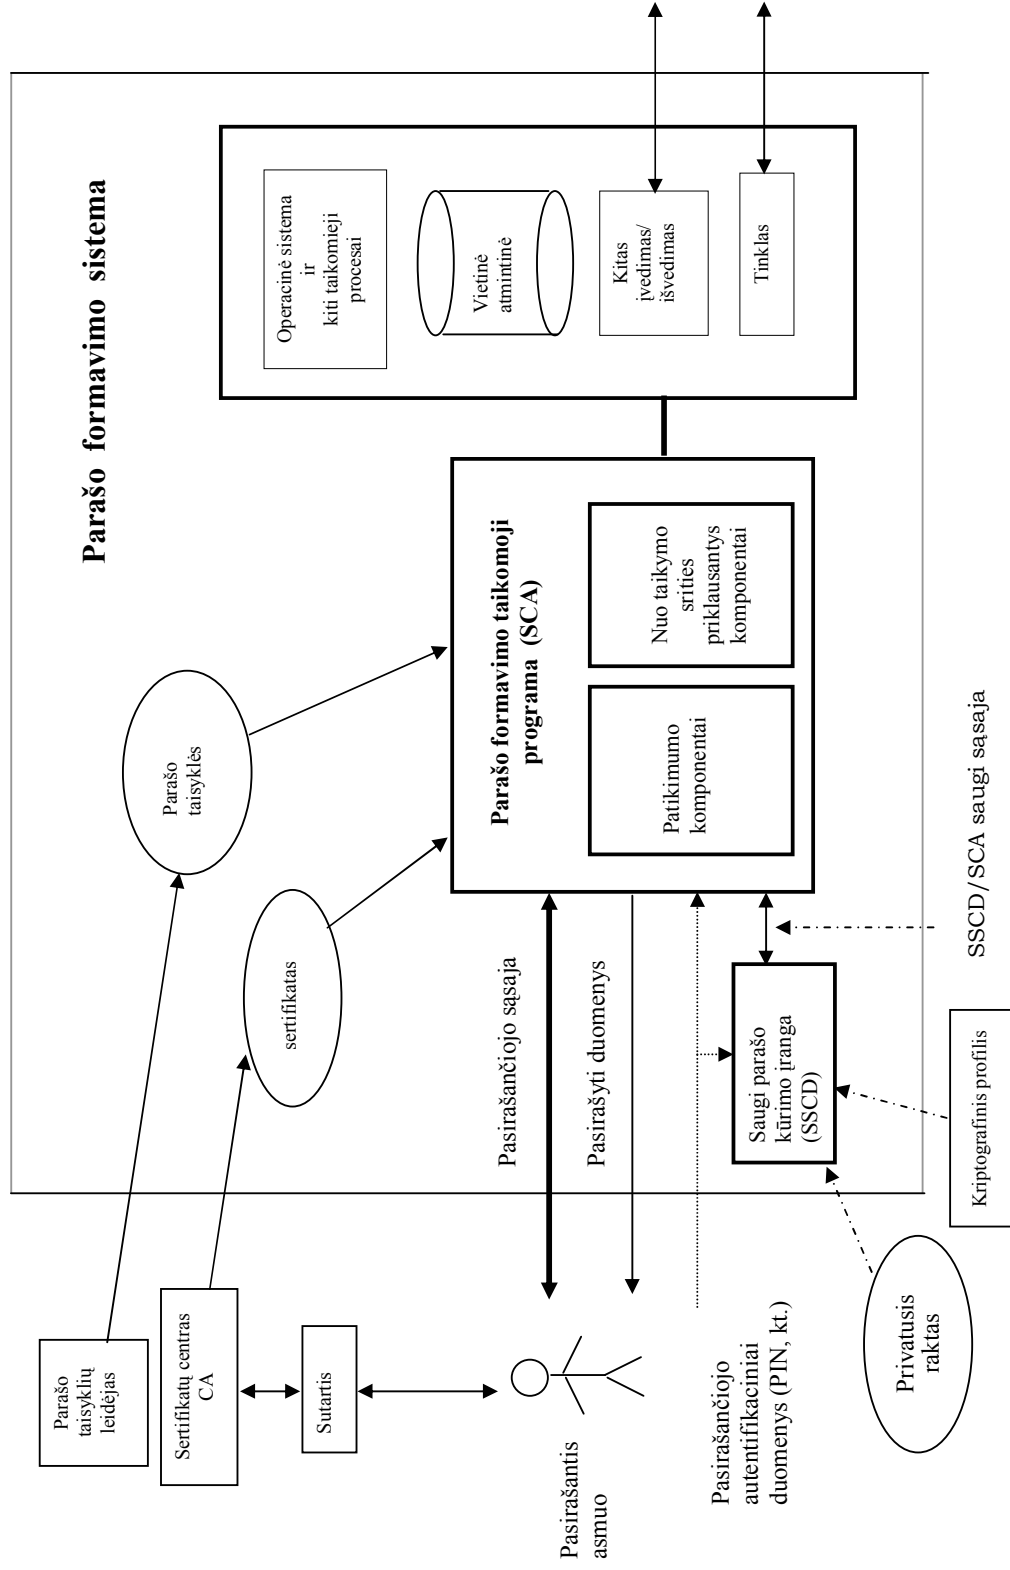 Parašo formavimo sistema
Parašo
taisyklių
leidėjas
Sertifikatų centras
CA
Sutartis
Pasirašantis
asmuo
Parašo
taisyklės
sertifikatas
Pasirašančiojo sąsaja
Pasirašyti duomenys
Pasirašančiojo
autentifikaciniai
duomenys (PIN, kt.)
Privatusis
raktas
Kriptografinis profilis
Saugi parašo
kūrimo įranga
(SSCD)
SSCD/SCA saugi sąsaja
Parašo formavimo taikomoji
programa (SCA)
Patikimumo
komponentai
Nuo taikymo
srities
priklausantys
komponentai
Operacinė sistema
ir
kiti taikomieji
procesai
Vietinė
atmintinė
Kitas
įvedimas/
išvedimas
Tinklas